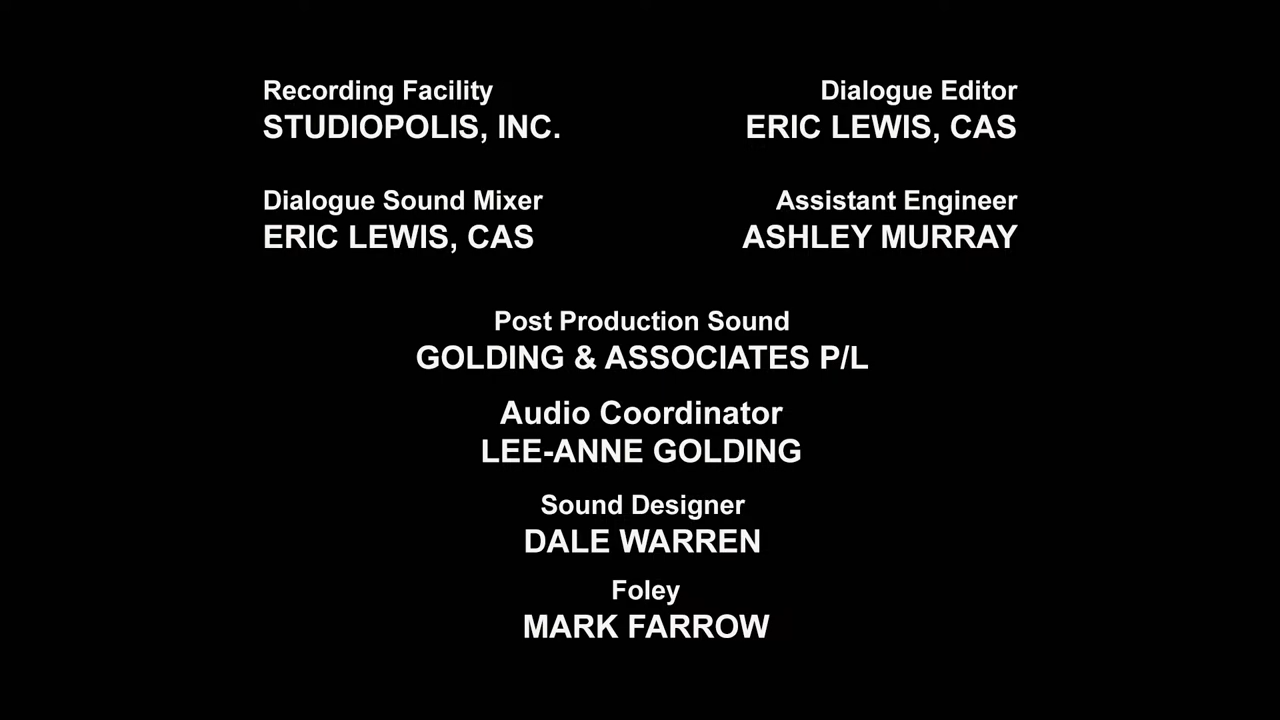 Recording Facility
STUDIOPOLIS, INC.
Dialogue Editor
ERIC LEWIS, CAS
Dialogue Sound Mixer
ERIC LEWIS, CAS
Assistant Engineer
ASHLEY MURRAY
Post Production Sound
GOLDING & ASSOCIATES P/L
Audio Coordinator
LEE-ANNE GOLDING
Sound Designer
DALE WARREN
Foley
MARK FARROW